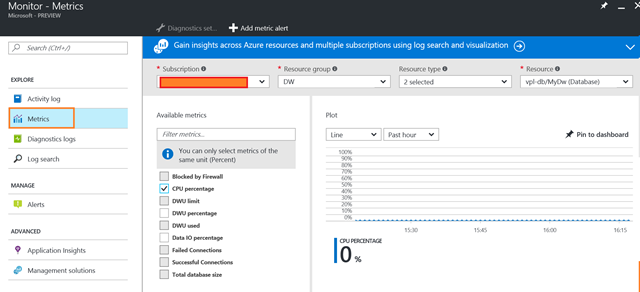 Monitor - Metrics
Microsoft - PREVIEW
Diagnostics set... Add metric alert
Search (Ctrl+/)
Gain insights across Azure resources and multiple subscriptions using log search and visualization
* Subscription
* Resource group
Resource type
* Resource
DW
2 selected
vpl-db/MyDw (Database)
EXPLORE
Activity log
Metrics
Diagnostics logs
Log search
MANAGE
Alerts
ADVANCED
Application Insights
Management solutions
Available metrics
Filter metrics...
You can only select metrics of the
same unit (Percent)
Blocked by Firewall
CPU percentage
DWU limit
DWU percentage
DWU used
Data IO percentage
Failed Connections
Successful Connections
Total database size
Plot
Line
Past hour
Pin to dashboard
100%
90%
80%
70%
60%
50%
40%
30%
20%
10%
0%
15:30 15:45 16 PM 16:15
CPU PERCENTAGE
0 %